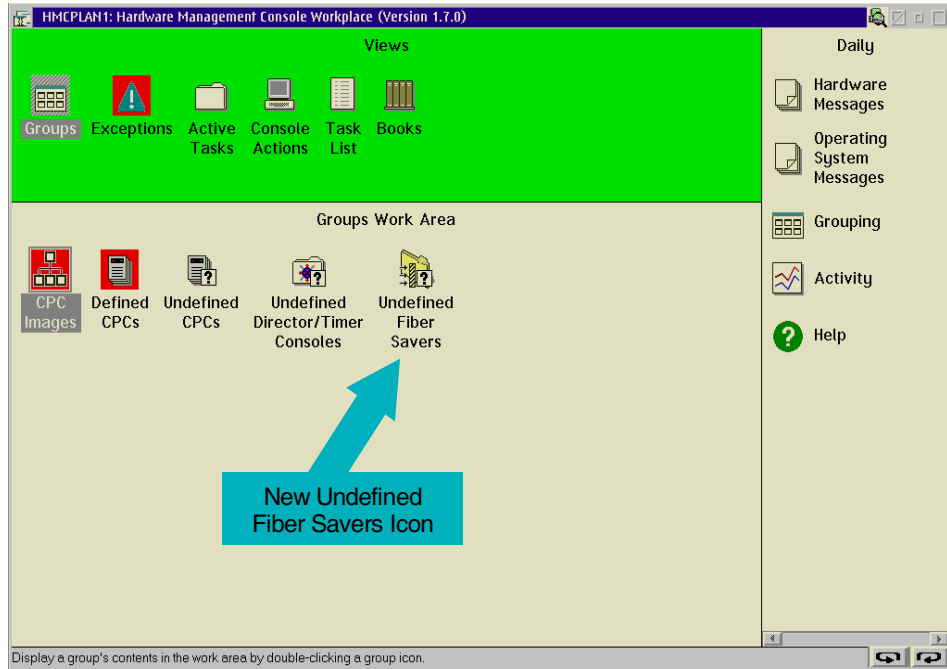 HMCPLAN1: Hardware Management Console Workplace (Version 1.7.0)
Views
Groups
Exceptions
Active
Tasks
Console
Actions
Task
List
Books
Groups Work Area
CPC
Images
Defined
CPCs
Undefined
CPCs
Undefined
Director/Timer
Consoles
Undefined
Fiber
Savers
New Undefined
Fiber Savers Icon
Daily
Hardware
Messages
Operating
System
Messages
Grouping
Activity
? Help
Display a group's contents in the work area by double-clicking a group icon.